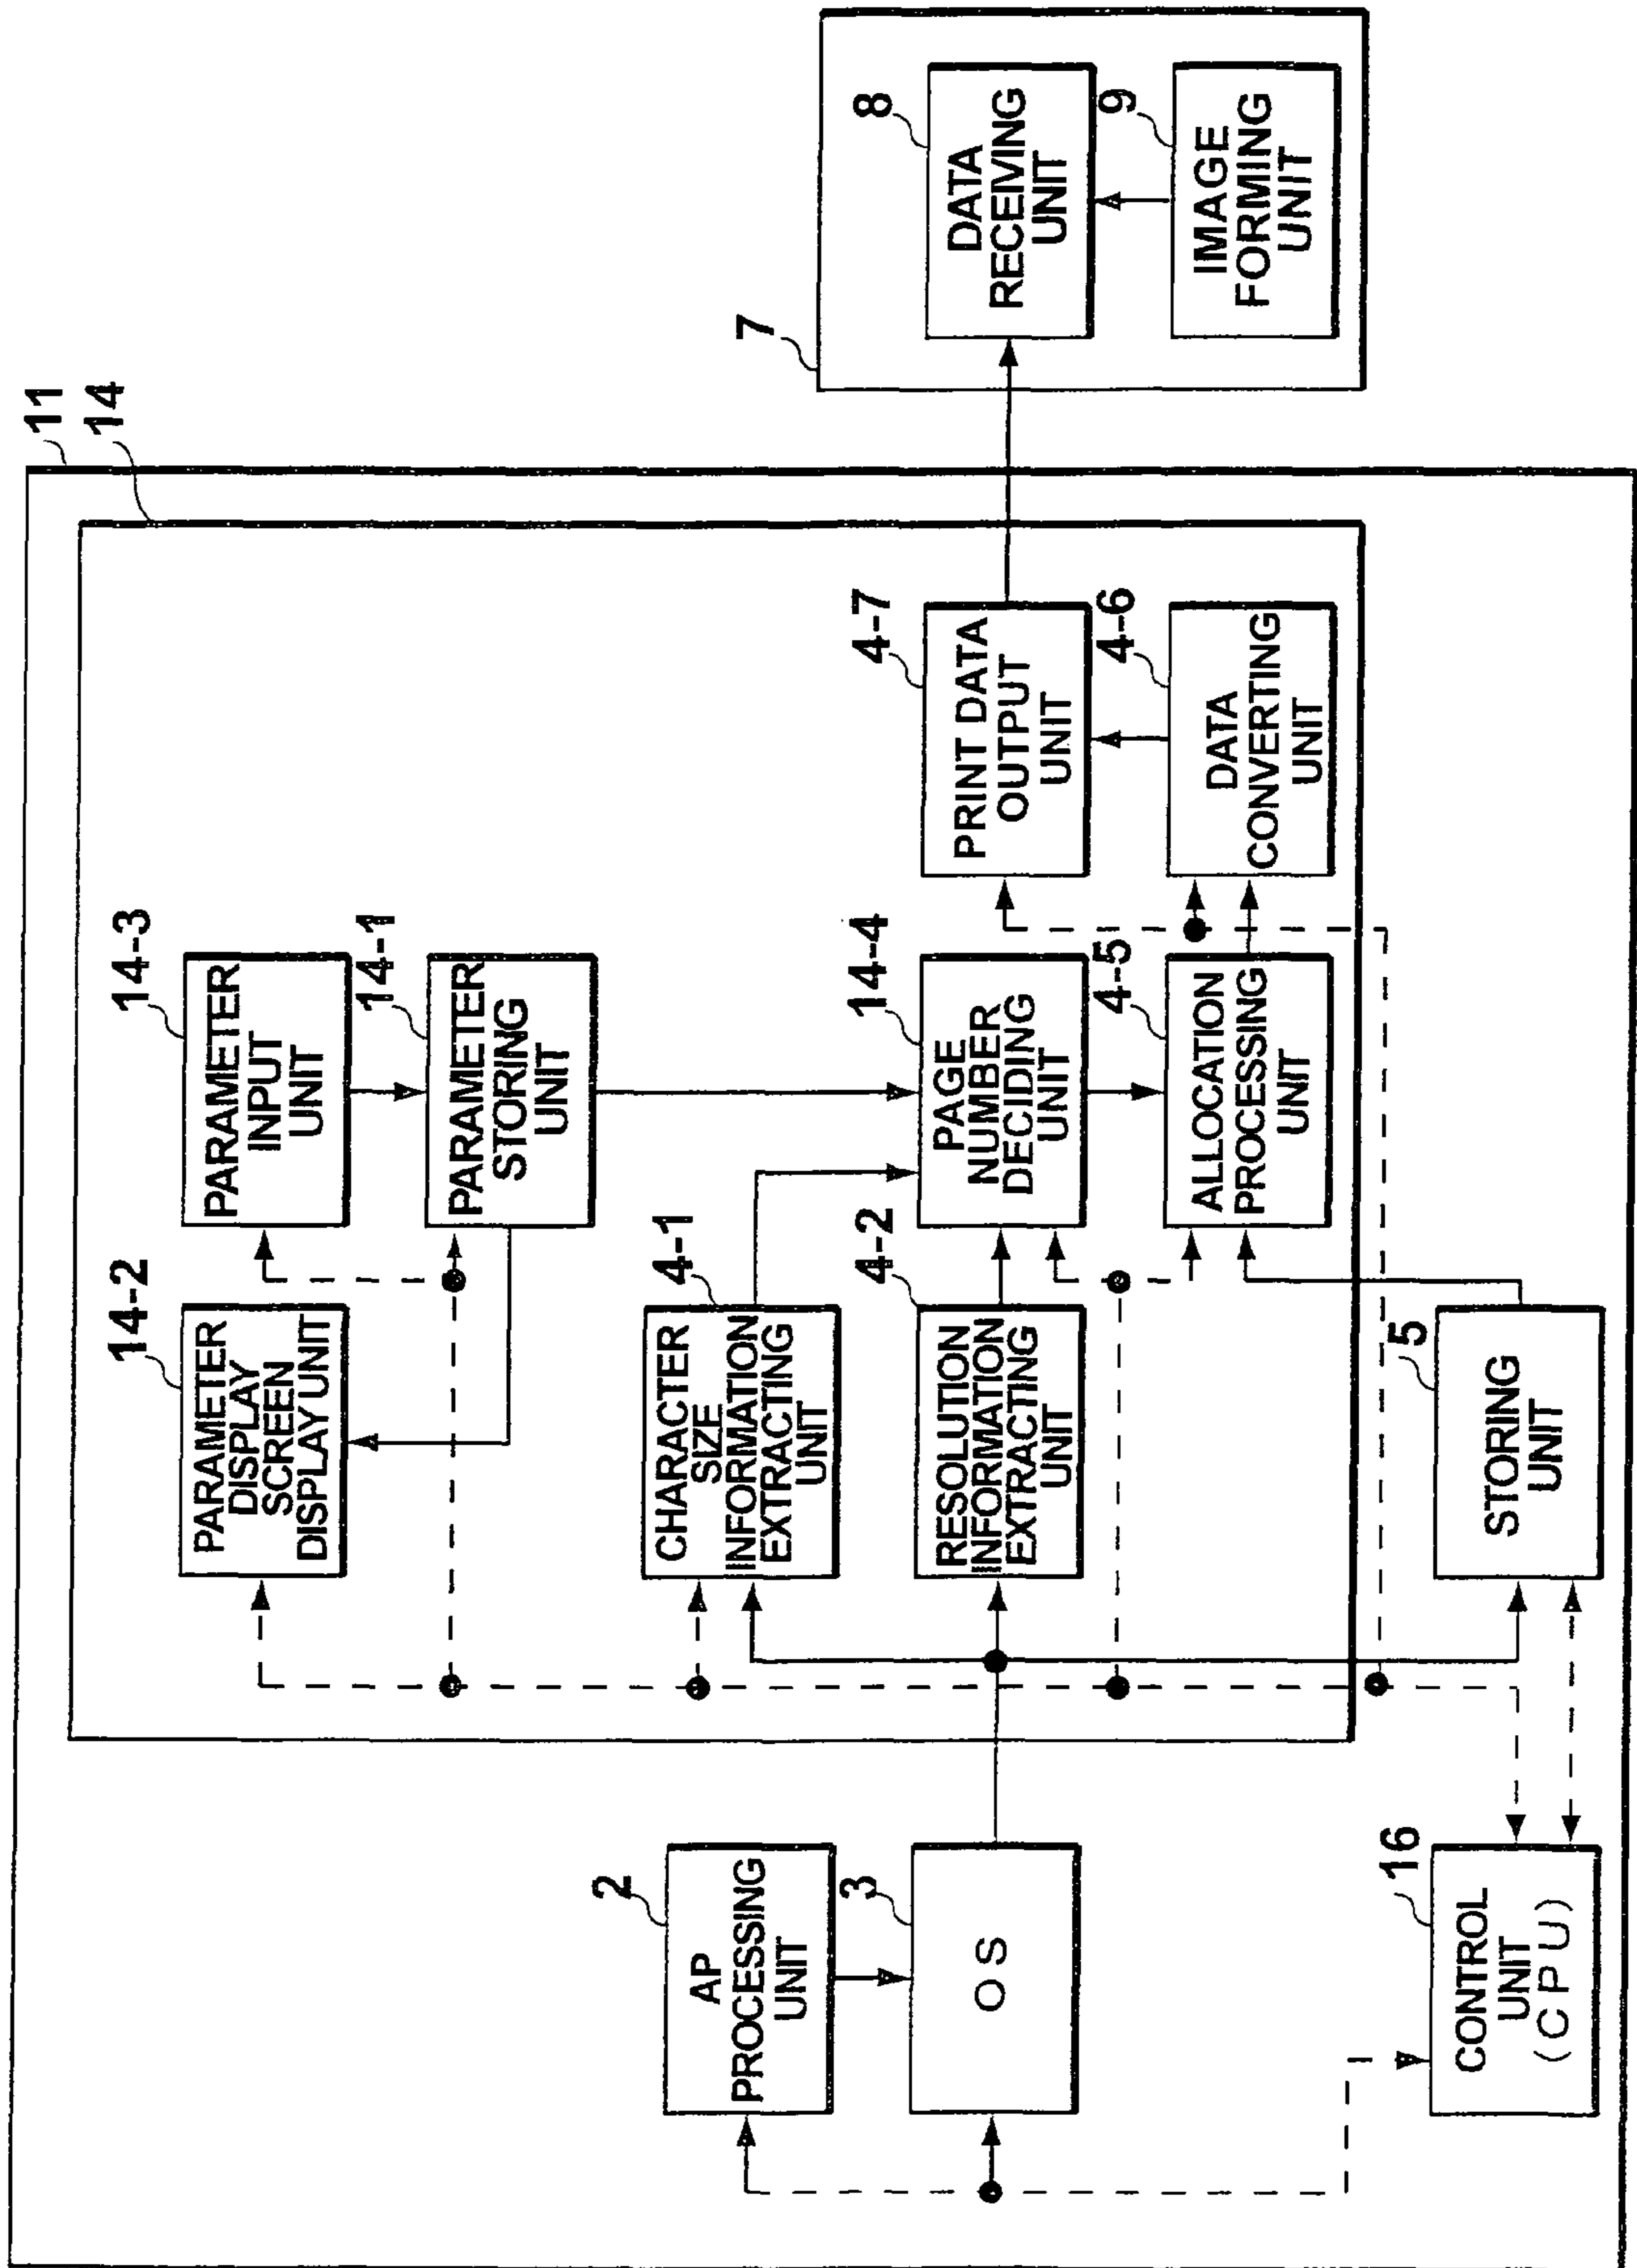 11
14
14-2
PARAMETER
DISPLAY
SCREEN
DISPLAY UNIT
14-3
PARAMETER
INPUT
UNIT
14-1
PARAMETER
STORING
UNIT
2
AP
PROCESSING
UNIT
3
OS
4-1
CHARACTER
SIZE
INFORMATION
EXTRACTING
UNIT
4-2
RESOLUTION
INFORMATION
EXTRACTING
UNIT
14-4
PAGE
NUMBER
DECIDING
UNIT
4-5
ALLOCATION
PROCESSING
UNIT
4-7
PRINT DATA
OUTPUT
UNIT
4-6
DATA
CONVERTING
UNIT
7
8
DATA
RECEIVING
UNIT
9
IMAGE
FORMING
UNIT
16
CONTROL
UNIT
(CPU)
5
STORING
UNIT